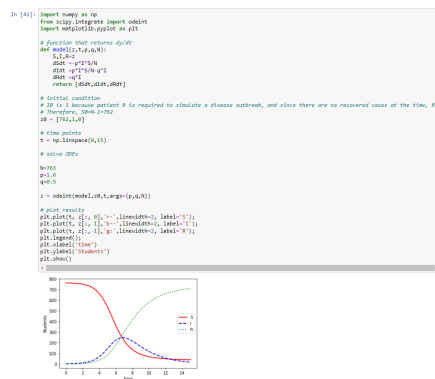 In [41]: import numpy as np
from scipy.integrate import odeint
import matplotlib.pyplot as plt
# function that returns dy/dt
def model(z,t,p,q,N):
S,I,R=z
dSdt =-p*I*S/N
dIdt =p*I*S/N-q*I
dRdt =q*I
return [dSdt,dIdt,dRdt]
# initial condition
# I0 is 1 because patient 0 is required to simulate a disease outbreak, and since there are no recovered cases at the time, R
# Therefore, S0=N-1=762
z0 = [762,1,0]
# time points
t = np.linspace(0,15)
# solve ODEs
N=763
p=1.6
q=0.5
z = odeint(model,z0,t,args=(p,q,N))
# plot results
plt.plot(t, z[:, 0],'r-',linewidth=2, label='S');
plt.plot(t, z[:,1],'b--',linewidth=2, label='I');
plt.plot(t, z[:,-1],'g:',linewidth=2, label='R');
plt.legend();
plt.xlabel('time')
plt.ylabel('Students')
plt.show()
800
700
600
500
400
300
200
100
0
Students
S
I
R
0 2 4 6 8 10 12 14
time